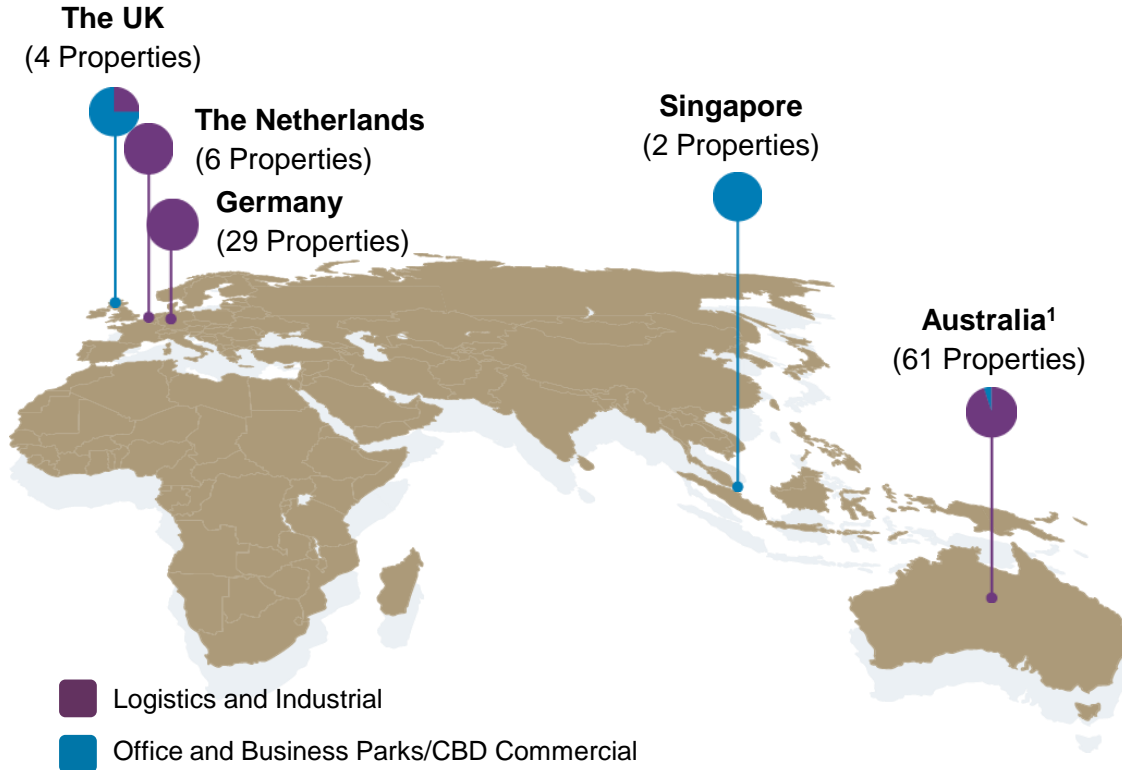 The UK
(4 Properties)
The Netherlands
(6 Properties)
Germany
(29 Properties)
Singapore
(2 Properties)
Australia¹
(61 Properties)
Logistics and Industrial
Office and Business Parks/CBD Commercial